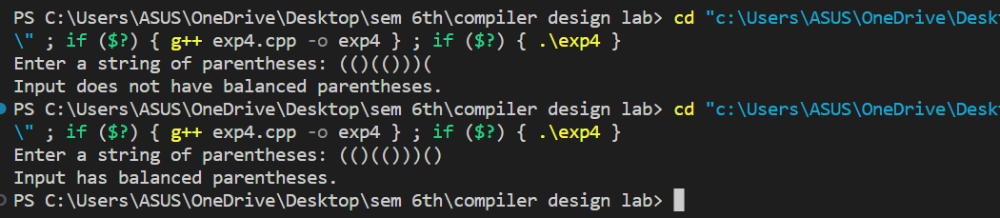 PS C:\Users\ASUS\OneDrive\Desktop\sem 6th\compiler design lab> cd "c:\Users\ASUS\OneDrive\Desk
\" ; if ($?) { g++ exp4.cpp -o exp4 } ; if ($?) { .\exp4 }
Enter a string of parentheses: (()(()))(
Input does not have balanced parentheses.
PS C:\Users\ASUS\OneDrive\Desktop\sem 6th\compiler design lab> cd "c:\Users\ASUS\OneDrive\Desk
\" ; if ($?) { g++ exp4.cpp -o exp4 } ; if ($?) { .\exp4 }
Enter a string of parentheses: (()(()))()
Input has balanced parentheses.
PS C:\Users\ASUS\OneDrive\Desktop\sem 6th\compiler design lab>